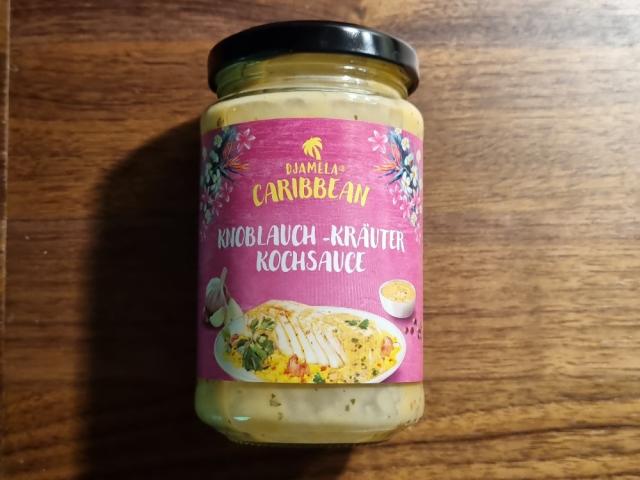 DJAMELA®
CARIBBEAN
KNOBLAUCH -KRÄUTER
KOCHSAUCE